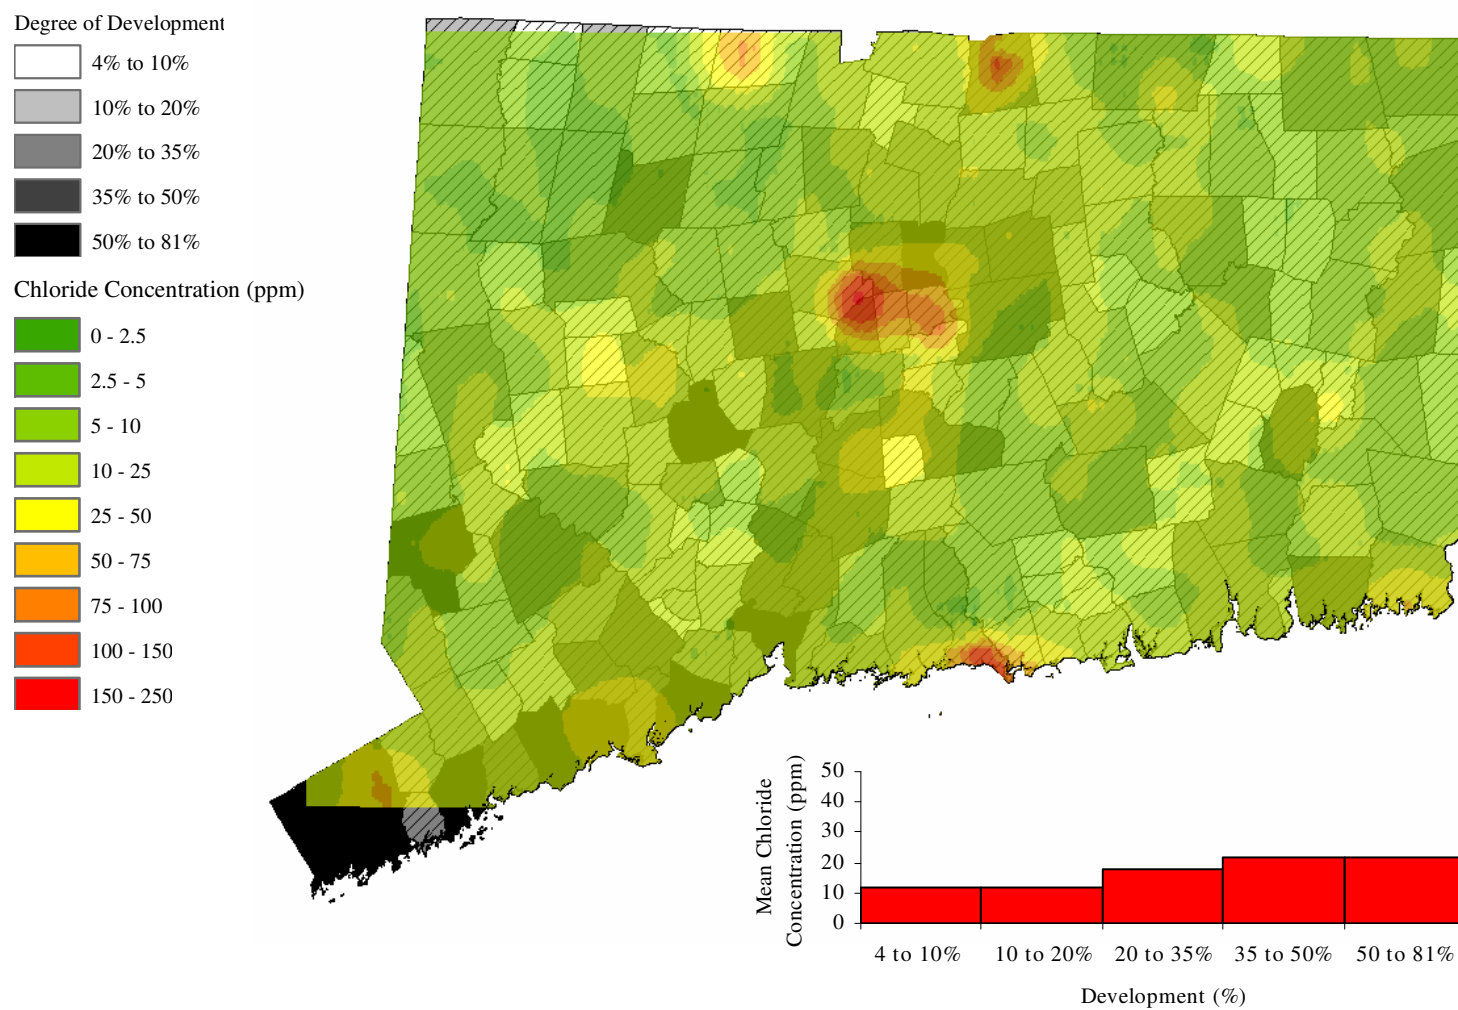 Degree of Development
4% to 10%
10% to 20%
20% to 35%
35% to 50%
50% to 81%
Chloride Concentration (ppm)
0 - 2.5
2.5 - 5
5 - 10
10 - 25
25 - 50
50 - 75
75 - 100
100 - 150
150 - 250
Mean Chloride
Concentration (ppm)
50
40
30
20
10
0
4 to 10%
10 to 20%
20 to 35%
35 to 50%
50 to 81%
Development (%)